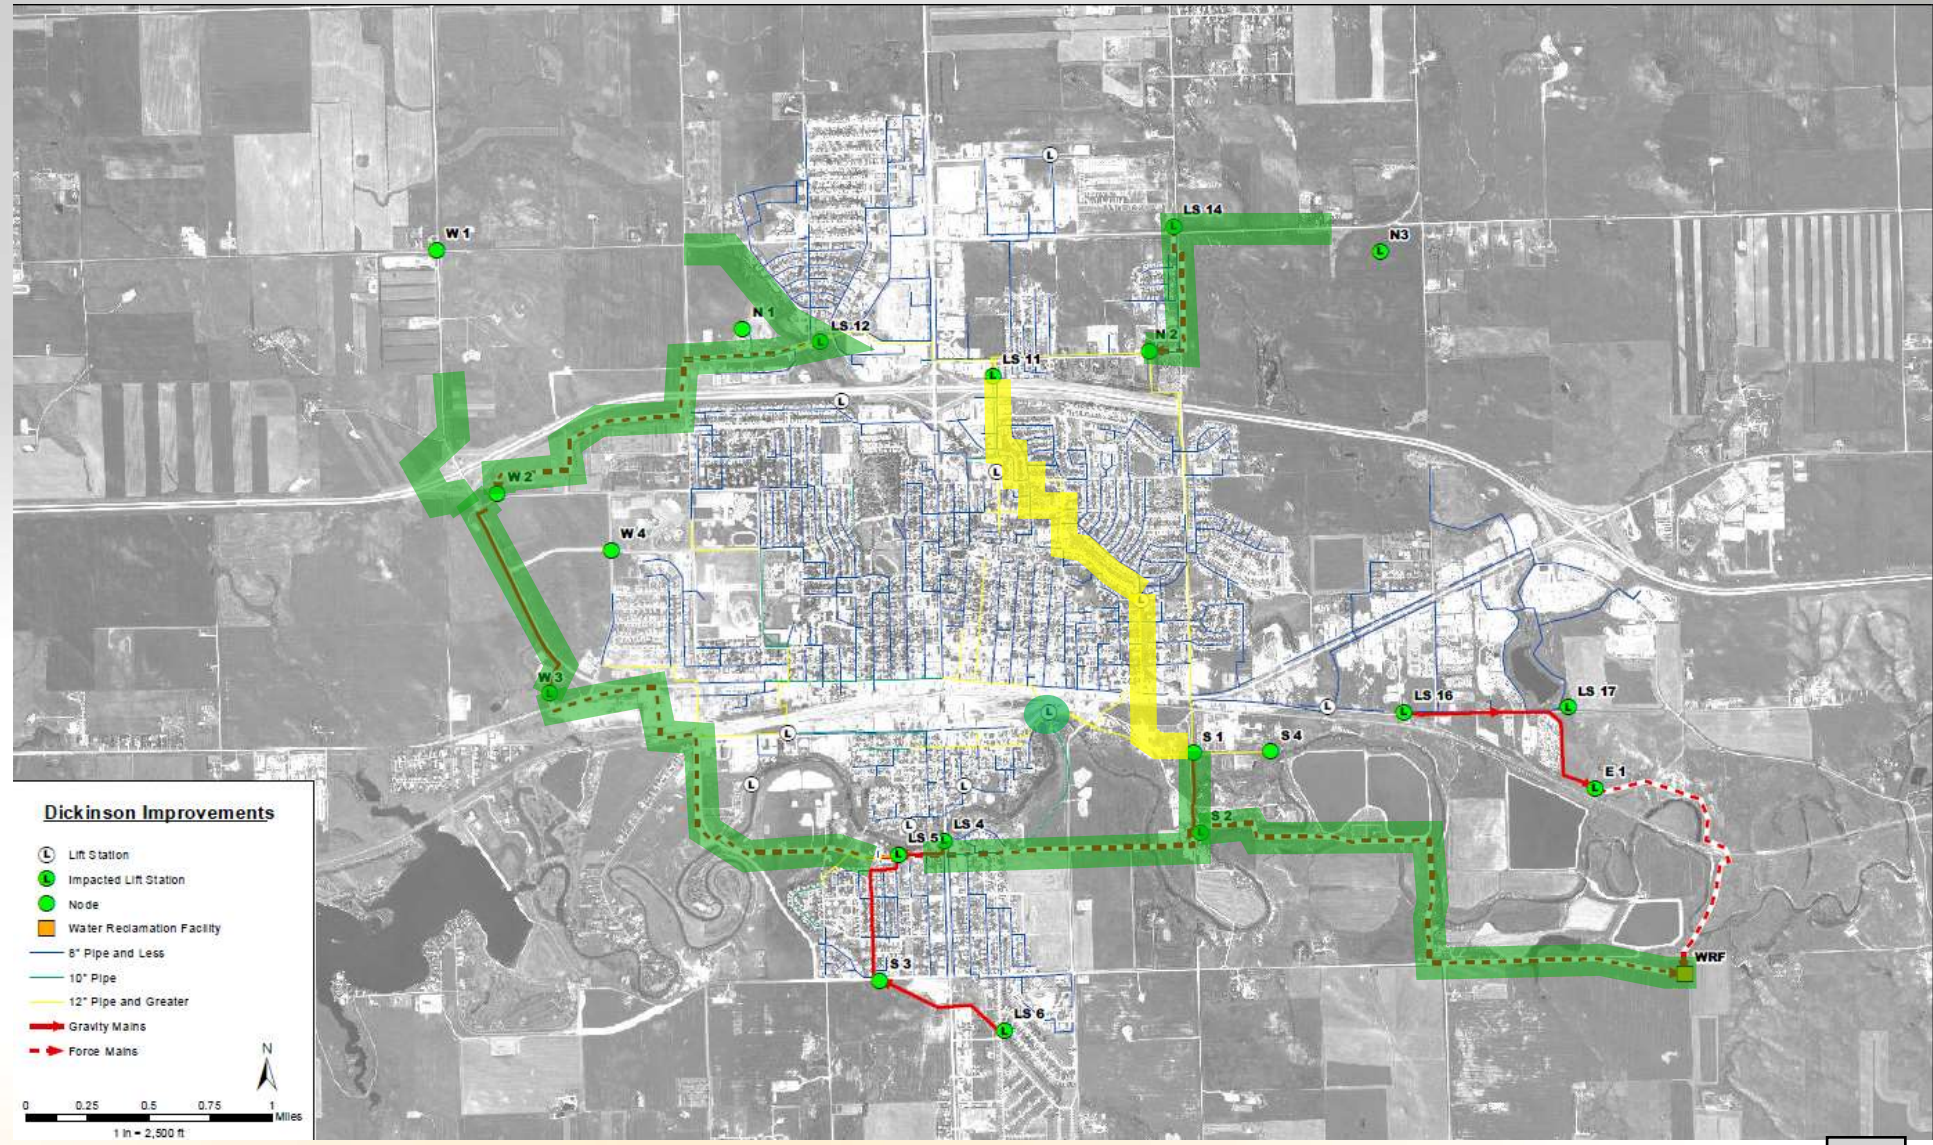 LS 14
W 1
N3
N 1
LS 12
N 2
LS 11
W 2
W 4
W 3
LS 16
LS 17
S 1
S 4
E 1
S 2
LS 4
LS 5
WRF
S 3
LS 6
Dickinson Improvements
L Lift Station
L Impacted Lift Station
Node
Water Reclamation Facility
8" Pipe and Less
10" Pipe
12" Pipe and Greater
Gravity Mains
Force Mains
N
0 0.25 0.5 0.75 1
Miles
1 in = 2,500 ft